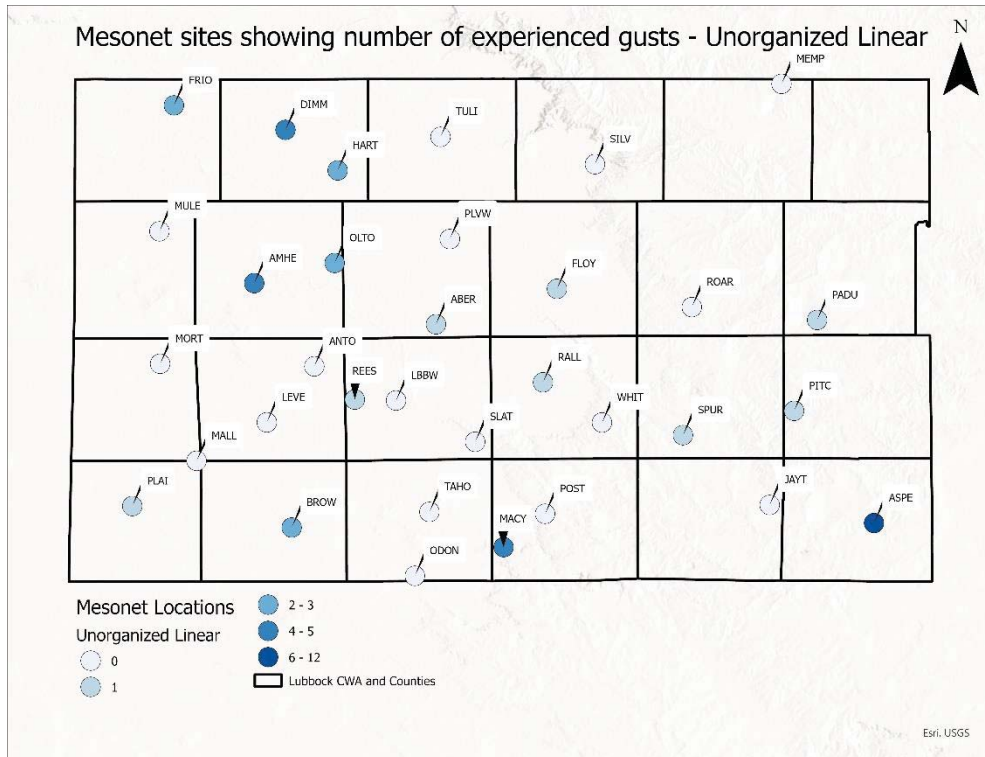 Mesonet sites showing number of experienced gusts - Unorganized Linear
N
MEMP
FRIO
DIMM
TULI
HART
SILV
MULE
PLVW
OLTO
AMHE
FLOY
ROAR
PADU
ABER
MORT
ANTO
REES
LBBW
RALL
PITC
LEVE
WHIT
SPUR
SLAT
MALL
PLAI
BROW
TAHO
POST
JAYT
ASPE
MACY
ODON
Mesonet Locations
Unorganized Linear
0
1
2 - 3
4 - 5
6 - 12
Lubbock CWA and Counties
Esri, USGS